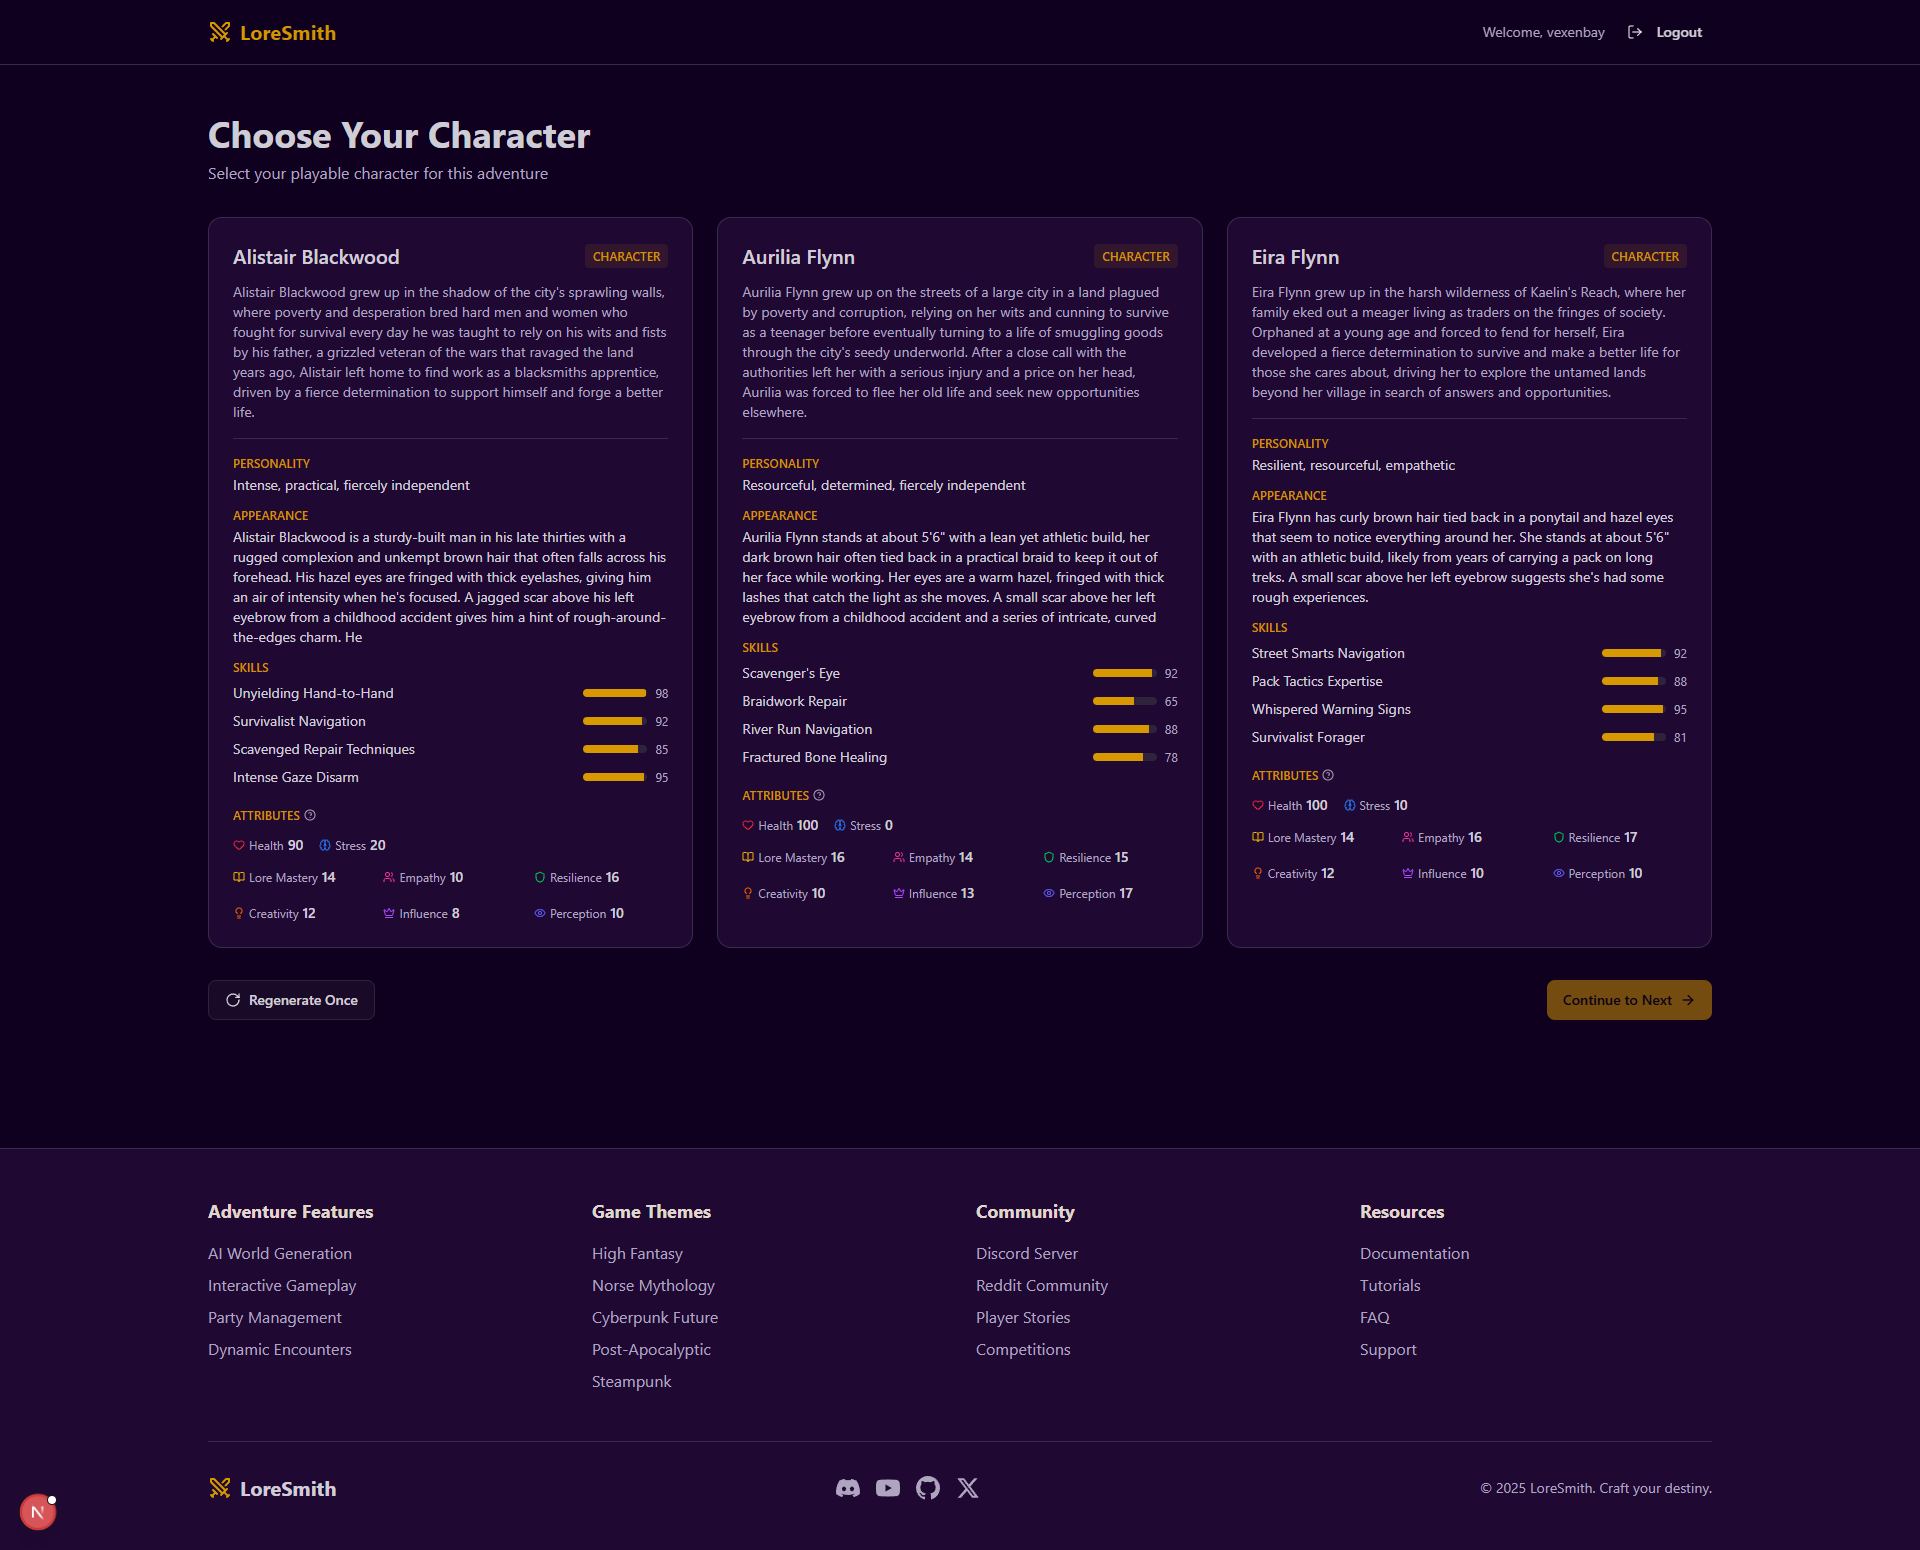 LoreSmith
Welcome, vexenbay
Logout
Choose Your Character
Select your playable character for this adventure
Alistair Blackwood
CHARACTER
Alistair Blackwood grew up in the shadow of the city's sprawling walls,
where poverty and desperation bred hard men and women who
fought for survival every day he was taught to rely on his wits and fists
by his father, a grizzled veteran of the wars that ravaged the land
years ago, Alistair left home to find work as a blacksmiths apprentice,
driven by a fierce determination to support himself and forge a better
life.
PERSONALITY
Intense, practical, fiercely independent
APPEARANCE
Alistair Blackwood is a sturdy-built man in his late thirties with a
rugged complexion and unkempt brown hair that often falls across his
forehead. His hazel eyes are fringed with thick eyelashes, giving him
an air of intensity when he's focused. A jagged scar above his left
eyebrow from a childhood accident gives him a hint of rough-around-
the-edges charm. He
SKILLS
Unyielding Hand-to-Hand 98
Survivalist Navigation 92
Scavenged Repair Techniques 85
Intense Gaze Disarm 95
ATTRIBUTES
Health 90 Stress 20
Lore Mastery 14 Empathy 10 Resilience 16
Creativity 12 Influence 8 Perception 10
Aurilia Flynn
CHARACTER
Aurilia Flynn grew up on the streets of a large city in a land plagued
by poverty and corruption, relying on her wits and cunning to survive
as a teenager before eventually turning to a life of smuggling goods
through the city's seedy underworld. After a close call with the
authorities left her with a serious injury and a price on her head,
Aurilia was forced to flee her old life and seek new opportunities
elsewhere.
PERSONALITY
Resourceful, determined, fiercely independent
APPEARANCE
Aurilia Flynn stands at about 5'6" with a lean yet athletic build, her
dark brown hair often tied back in a practical braid to keep it out of
her face while working. Her eyes are a warm hazel, fringed with thick
lashes that catch the light as she moves. A small scar above her left
eyebrow from a childhood accident and a series of intricate, curved
SKILLS
Scavenger's Eye 92
Braidwork Repair 65
River Run Navigation 88
Fractured Bone Healing 78
ATTRIBUTES
Health 100 Stress 0
Lore Mastery 16 Empathy 14 Resilience 15
Creativity 10 Influence 13 Perception 17
Eira Flynn
CHARACTER
Eira Flynn grew up in the harsh wilderness of Kaelin's Reach, where her
family eked out a meager living as traders on the fringes of society.
Orphaned at a young age and forced to fend for herself, Eira
developed a fierce determination to survive and make a better life for
those she cares about, driving her to explore the untamed lands
beyond her village in search of answers and opportunities.
PERSONALITY
Resilient, resourceful, empathetic
APPEARANCE
Eira Flynn has curly brown hair tied back in a ponytail and hazel eyes
that seem to notice everything around her. She stands at about 5'6"
with an athletic build, likely from years of carrying a pack on long
treks. A small scar above her left eyebrow suggests she's had some
rough experiences.
SKILLS
Street Smarts Navigation 92
Pack Tactics Expertise 88
Whispered Warning Signs 95
Survivalist Forager 81
ATTRIBUTES
Health 100 Stress 10
Lore Mastery 14 Empathy 16 Resilience 17
Creativity 12 Influence 10 Perception 10
Regenerate Once
Continue to Next
Adventure Features
AI World Generation
Interactive Gameplay
Party Management
Dynamic Encounters
Game Themes
High Fantasy
Norse Mythology
Cyberpunk Future
Post-Apocalyptic
Steampunk
Community
Discord Server
Reddit Community
Player Stories
Competitions
Resources
Documentation
Tutorials
FAQ
Support
LoreSmith
© 2025 LoreSmith. Craft your destiny.
N